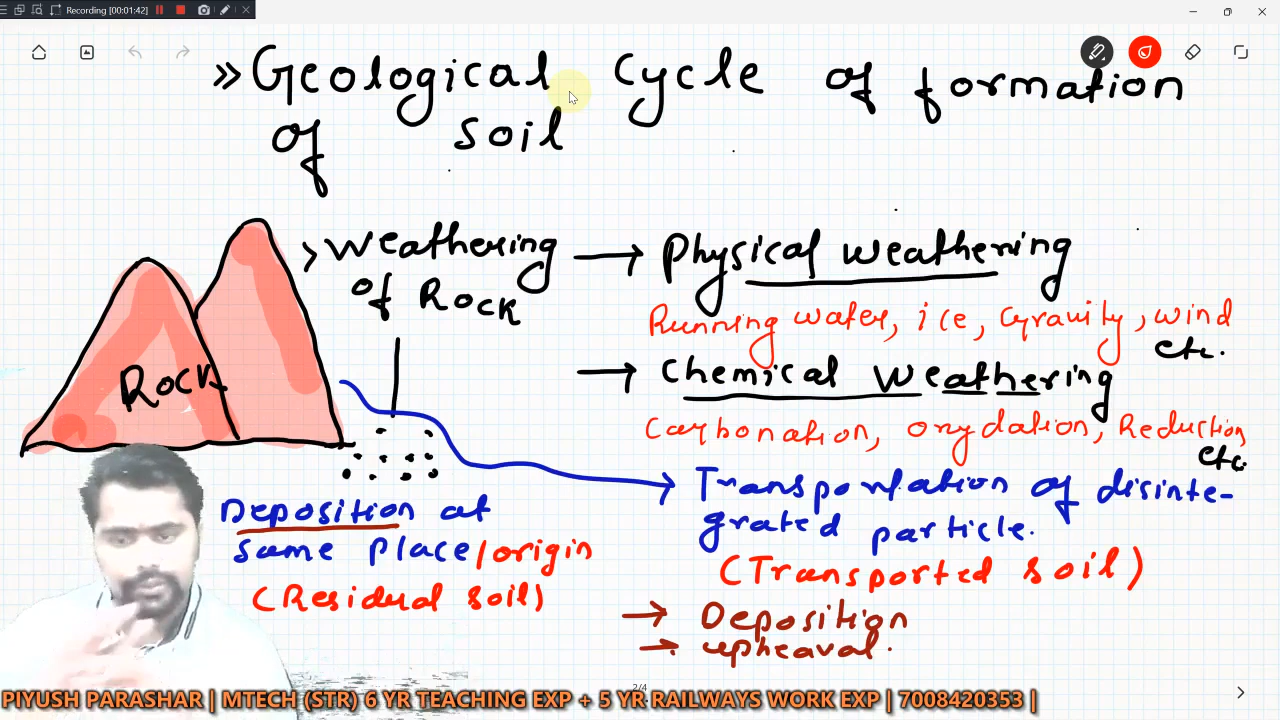 Recording [00:01:42]
» Geological Cycle of formation
of soil
> Weathering
of Rock
→ Physical weathering
Running water, ice, Gravity, wind
etc.
→ Chemical weathering
Carbonation, oxydation, Reduction
etc.
Rock
→ Transportation of disinte-
grated particle.
(Transported soil)
Deposition at
same place/origin
(Residual soil)
→ Deposition
→ upheaval.
2/4
PIYUSH PARASHAR | MTECH (STR) 6 YR TEACHING EXP + 5 YR RAILWAYS WORK EXP | 7008420353 |